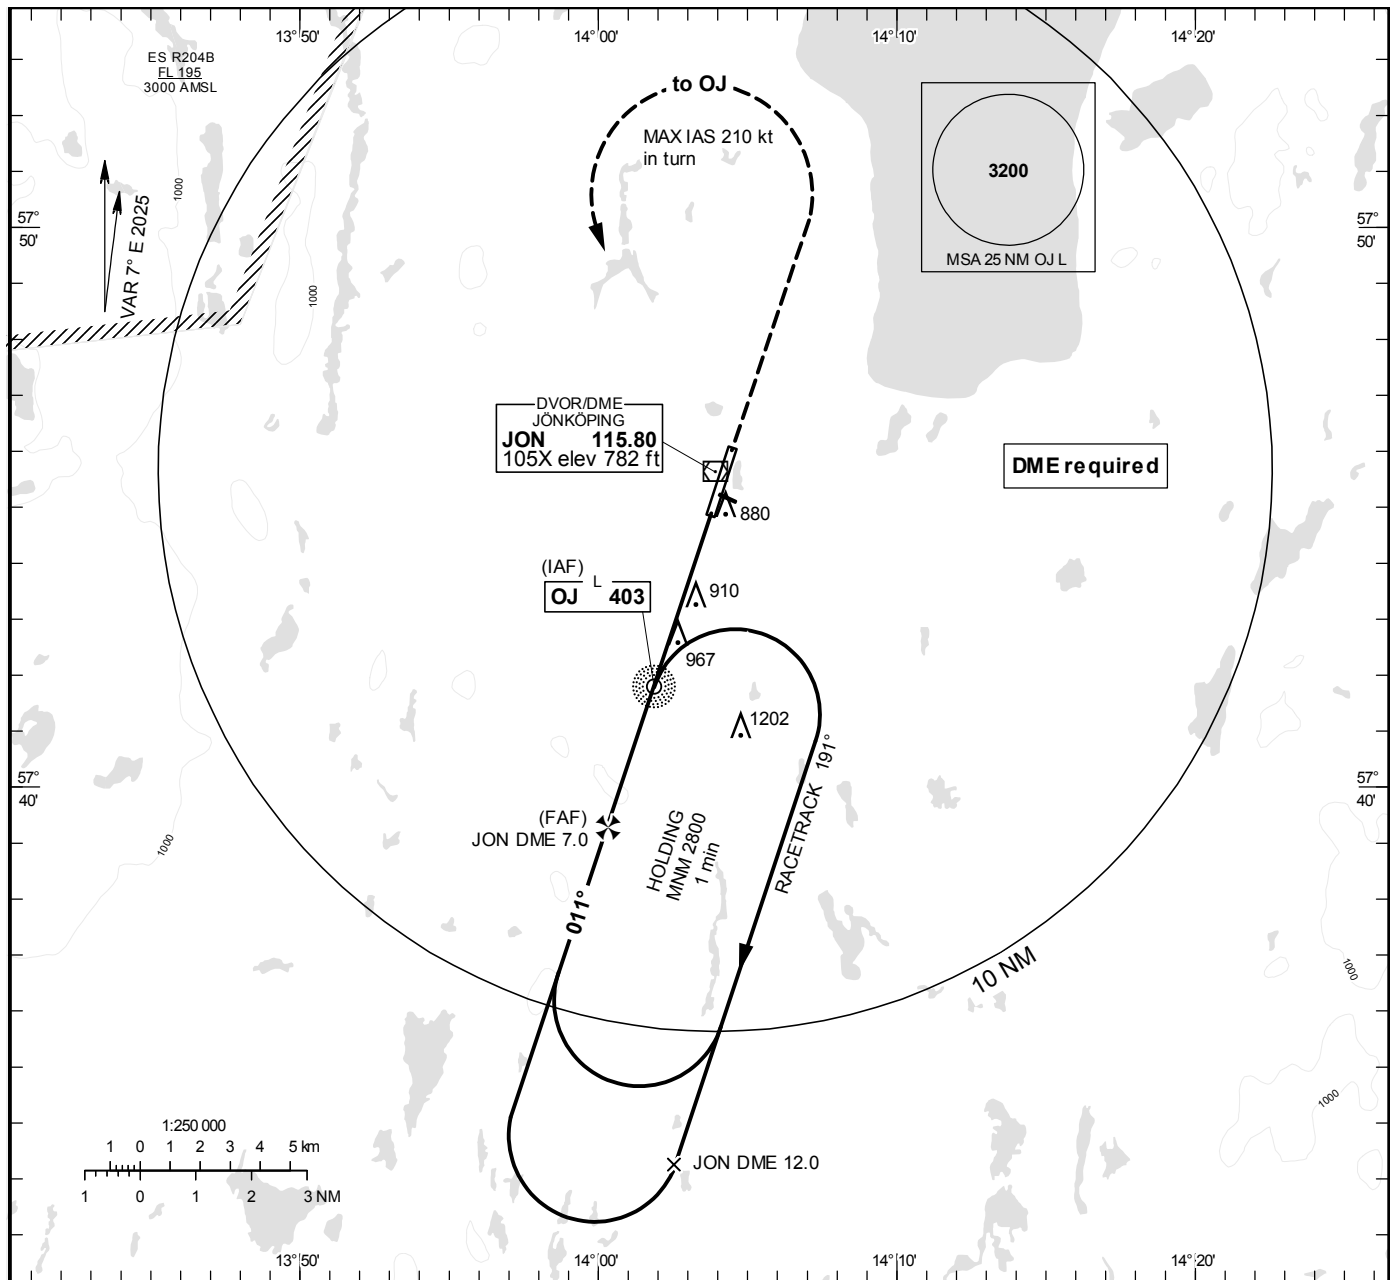 13°50'
14°00'
14°10'
14°20'
ES R204B
FL 195
3000 AMSL
to OJ
MAX IAS 210 kt
in turn
3200
MSA 25 NM OJ L
1000
VAR 7° E 2025
57°
50'
57°
50'
1000
DVOR/DME
JÖNKÖPING
JON 115.80
105X elev 782 ft
DME required
880
(IAF)
L
OJ 403
910
967
1202
RACETRACK 191°
57°
40'
57°
40'
(FAF)
JON DME 7.0
HOLDING
MNM 2800
1 min
1000
011°
10 NM
1000
1000
1:250 000
1 0 1 2 3 4 5 km
1 0 1 2 3 NM
JON DME 12.0
13°50'
14°00'
14°10'
14°20'